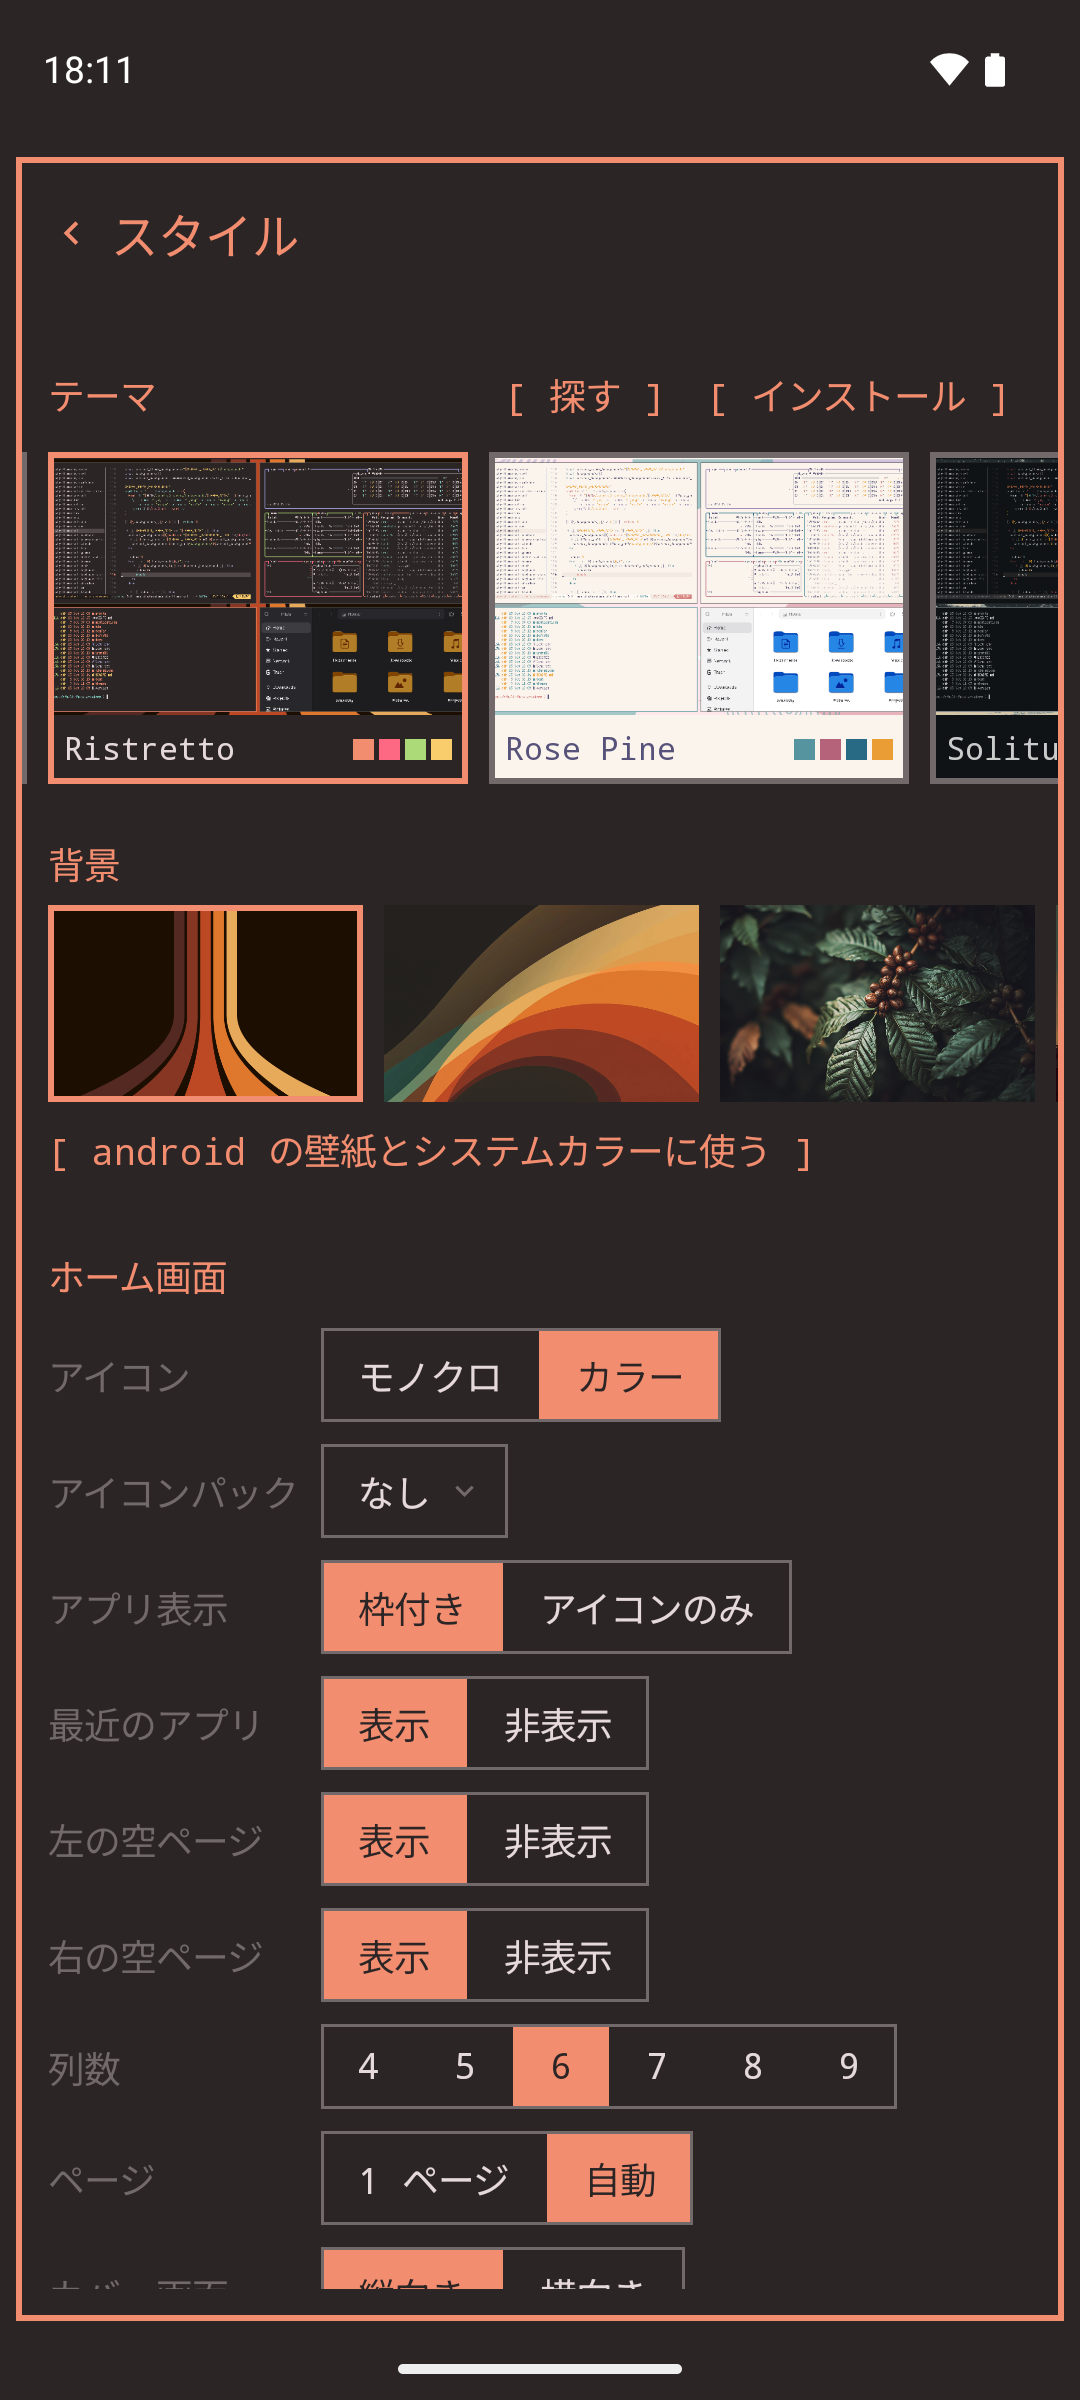 18:11
スタイル
テーマ [ 探す ] [ インストール ]
Ristretto
Rose Pine
Solitu
背景
[ android の壁紙とシステムカラーに使う ]
ホーム画面
アイコン モノクロ カラー
アイコンパック なし
アプリ表示 枠付き アイコンのみ
最近のアプリ 表示 非表示
左の空ページ 表示 非表示
右の空ページ 表示 非表示
列数 4 5 6 7 8 9
ページ 1 ページ 自動
縦向き 横向き